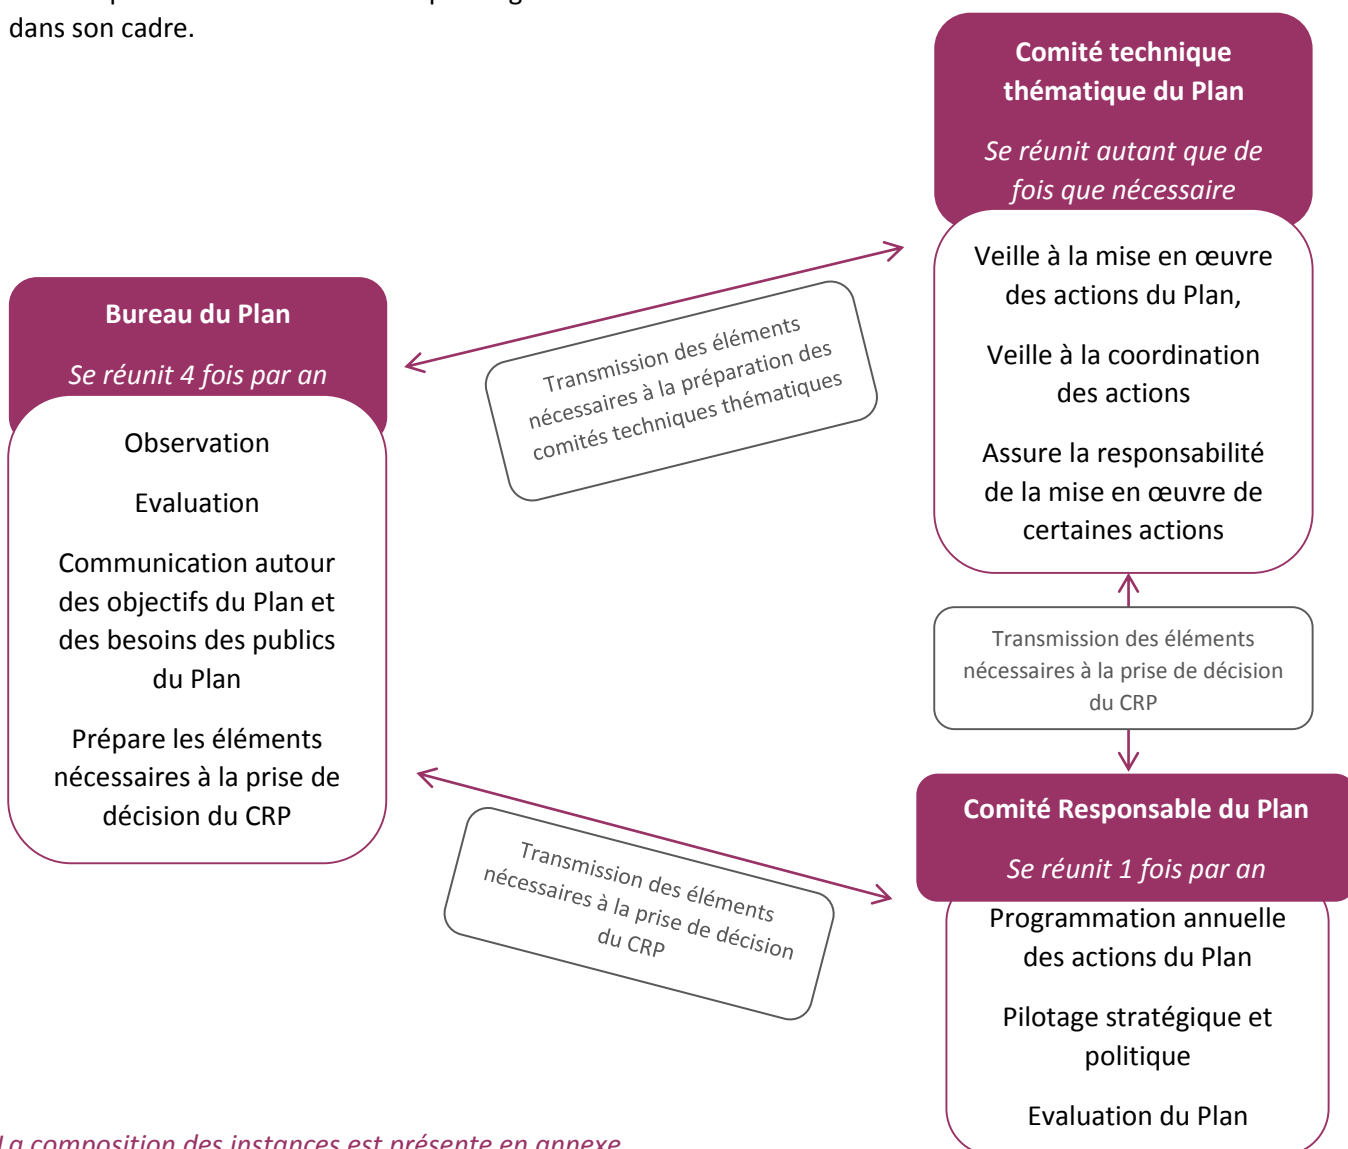 dans son cadre.
Comité technique
thématique du Plan
Se réunit autant que de
fois que nécessaire
Veille à la mise en œuvre
des actions du Plan,
Veille à la coordination
des actions
Assure la responsabilité
de la mise en œuvre de
certaines actions
Bureau du Plan
Se réunit 4 fois par an
Observation
Evaluation
Communication autour
des objectifs du Plan et
des besoins des publics
du Plan
Prépare les éléments
nécessaires à la prise de
décision du CRP
Transmission des éléments
nécessaires à la préparation des
comités techniques thématiques
Transmission des éléments
nécessaires à la prise de décision
du CRP
Transmission des éléments
nécessaires à la prise de décision
du CRP
Comité Responsable du Plan
Se réunit 1 fois par an
Programmation annuelle
des actions du Plan
Pilotage stratégique et
politique
Evaluation du Plan
La composition des instances est présente en annexe